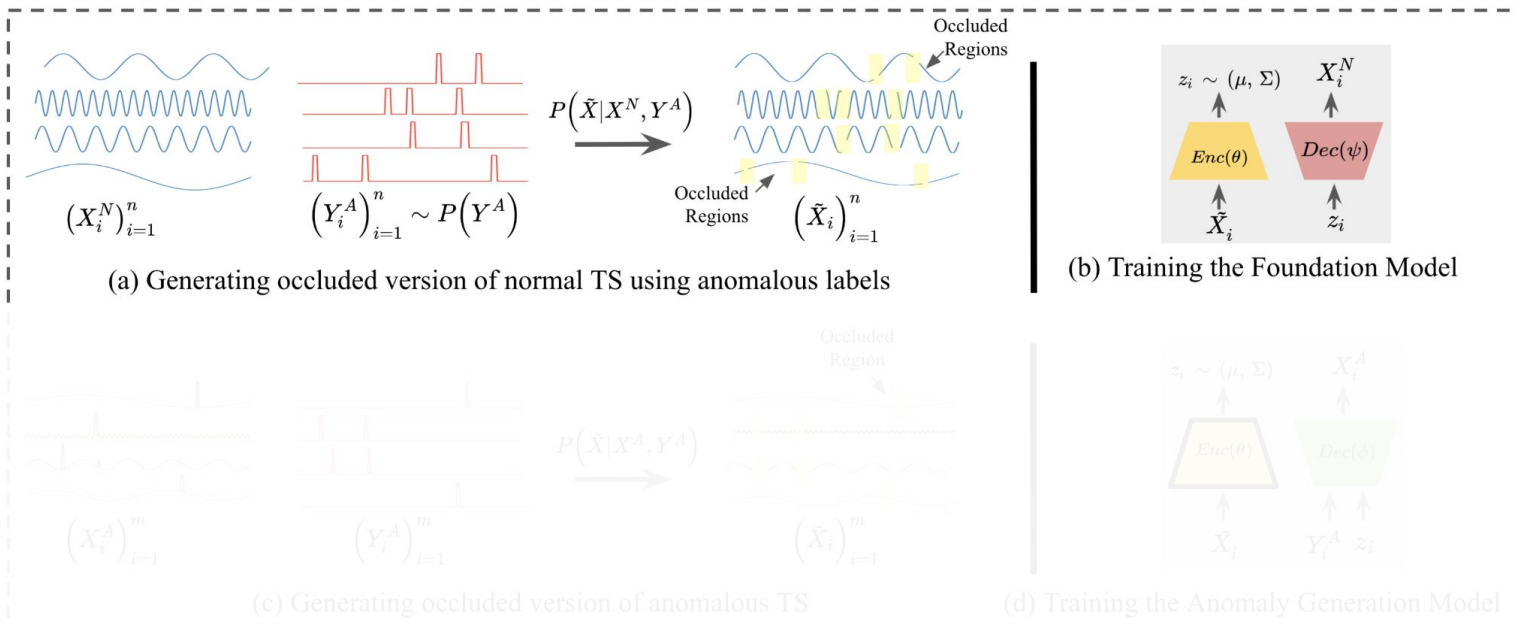 Occluded
Regions
P(X̃|X^N, Y^A)
Occluded
Regions
(X_i^N)_{i=1}^n
(Y_i^A)_{i=1}^n ∼ P(Y^A)
(X̃_i)_{i=1}^n
(a) Generating occluded version of normal TS using anomalous labels
z_i ∼ (μ, Σ)
X_i^N
Enc(θ)
Dec(ψ)
X̃_i
z_i
(b) Training the Foundation Model
Occluded
Region
P(X̃|X^A, Y^A)
(X_i^A)_{i=1}^m
(Y_i^A)_{i=1}^m
(X̃_i)_{i=1}^m
(c) Generating occluded version of anomalous TS
z_i ∼ (μ, Σ)
X_i^A
Enc(θ)
Dec(ϕ)
X̃_i
Y_i^A z_i
(d) Training the Anomaly Generation Model